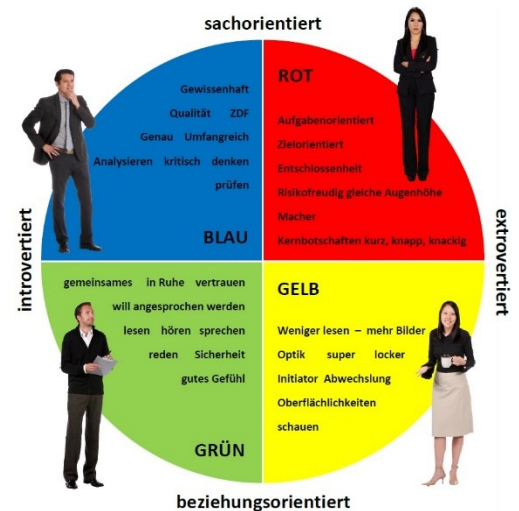 sachorientiert
Gewissenhaft
Qualität ZDF
Genau Umfangreich
Analysieren kritisch denken
prüfen
BLAU
ROT
Aufgabenorientiert
Zielorientiert
Entschlossenheit
Risikofreudig gleiche Augenhöhe
Macher
Kernbotschaften kurz, knapp, knackig
introvertiert
extrovertiert
gemeinsames in Ruhe vertrauen
will angesprochen werden
lesen hören sprechen
reden Sicherheit
gutes Gefühl
GRÜN
GELB
Weniger lesen – mehr Bilder
Optik super locker
Initiator Abwechslung
Oberflächlichkeiten
schauen
beziehungsorientiert